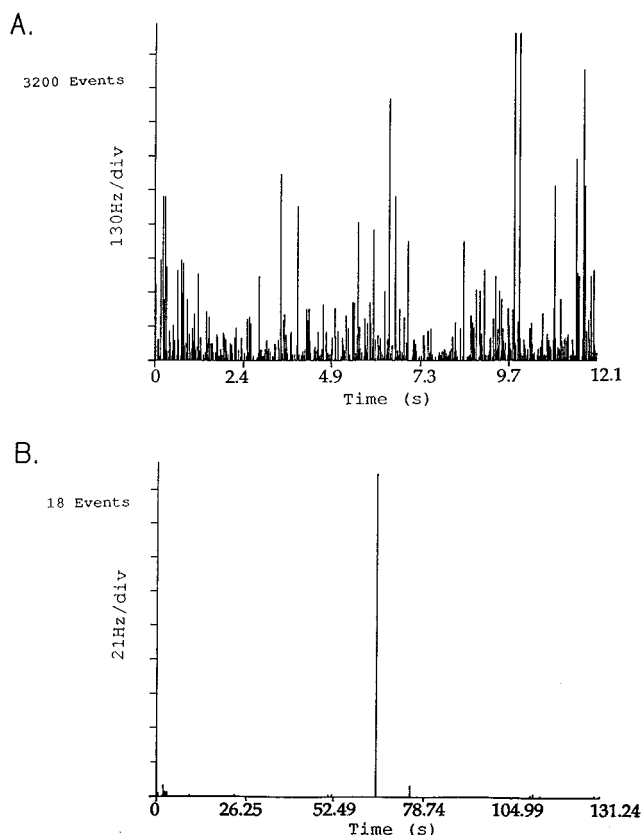 A.
3200 Events
130Hz/div
0 2.4 4.9 7.3 9.7 12.1
Time (s)
B.
18 Events
21Hz/div
0 26.25 52.49 78.74 104.99 131.24
Time (s)